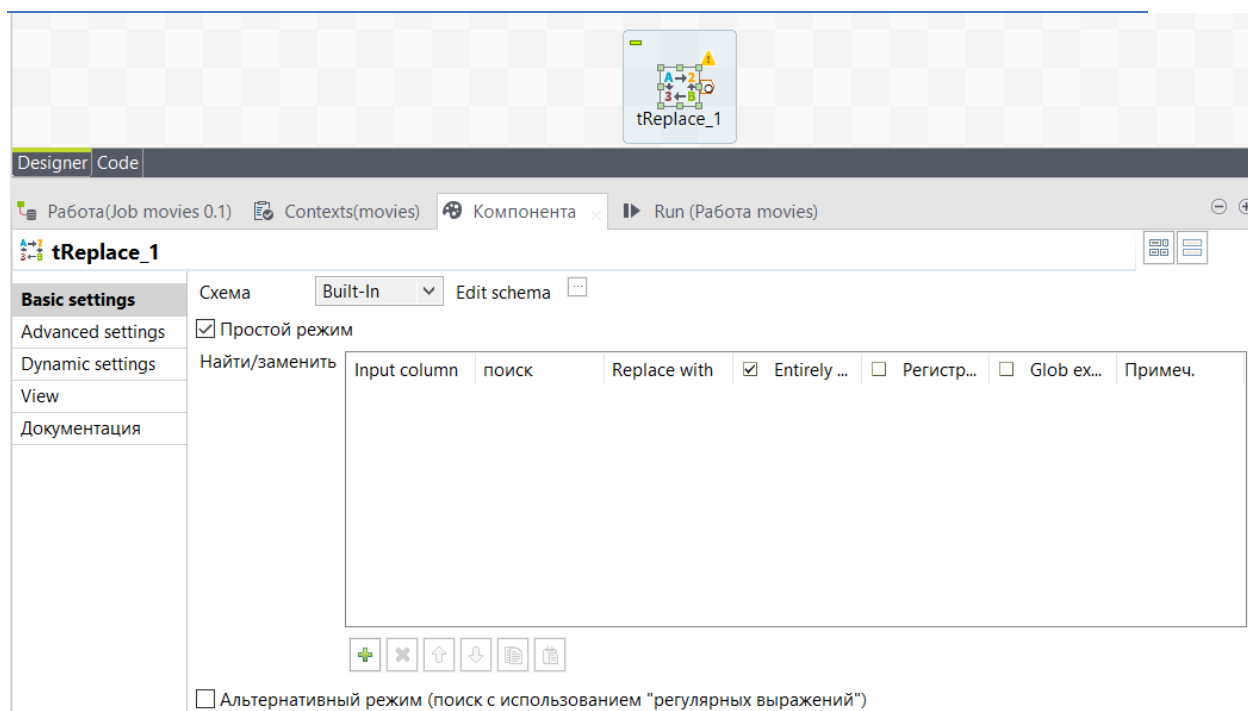 A 2
3 B
tReplace_1
Designer Code
Работа(Job movies 0.1) Contexts(movies) Компонента Run (Работа movies)
tReplace_1
Basic settings
Advanced settings
Dynamic settings
View
Документация
Схема Built-In Edit schema ...
Простой режим
Найти/заменить Input column поиск Replace with Entirely ... Регистр... Glob ex... Примеч.
Альтернативный режим (поиск с использованием "регулярных выражений")